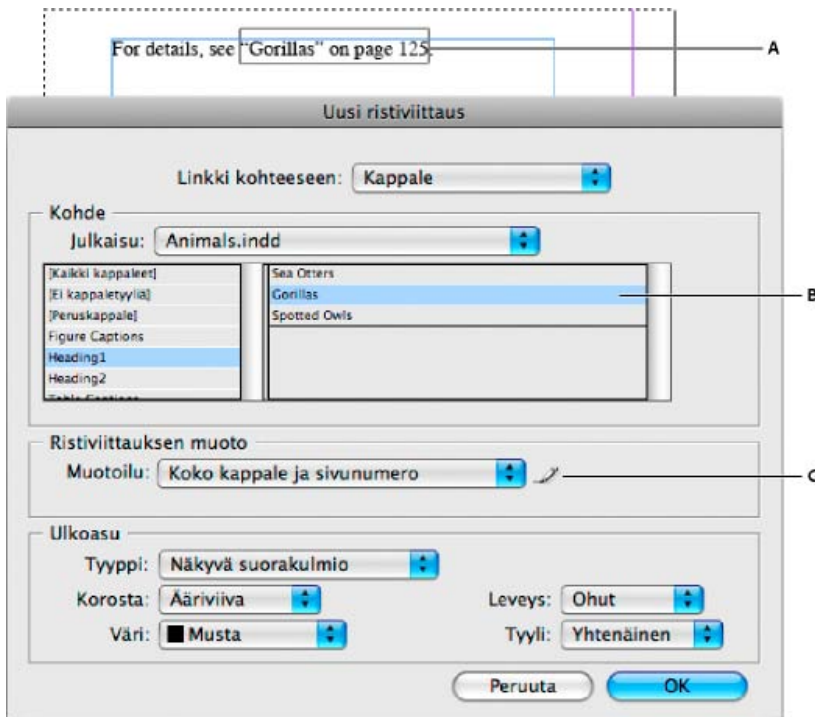 For details, see “Gorillas” on page 125.
A
Uusi ristiviittaus
Linkki kohteeseen: Kappale
Kohde
Julkaisu: Animals.indd
[Kaikki kappaleet]
[Ei kappaletyyliä]
[Peruskappale]
Figure Captions
Heading1
Heading2
Table Captions
Sea Otters
Gorillas
Spotted Owls
B
Ristiviittauksen muoto
Muotoilu: Koko kappale ja sivunumero
C
Ulkoasu
Tyyppi: Näkyvä suorakulmio
Korosta: Ääriviiva Leveys: Ohut
Väri: Musta Tyyli: Yhtenäinen
Peruuta OK